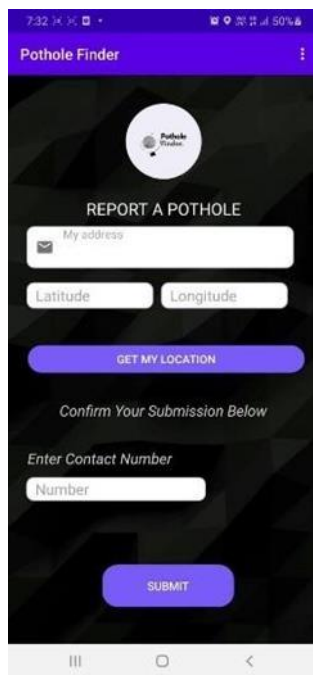 7:32
50%
Pothole Finder
Pothole
Finder
REPORT A POTHOLE
My address
Latitude Longitude
GET MY LOCATION
Confirm Your Submission Below
Enter Contact Number
Number
SUBMIT